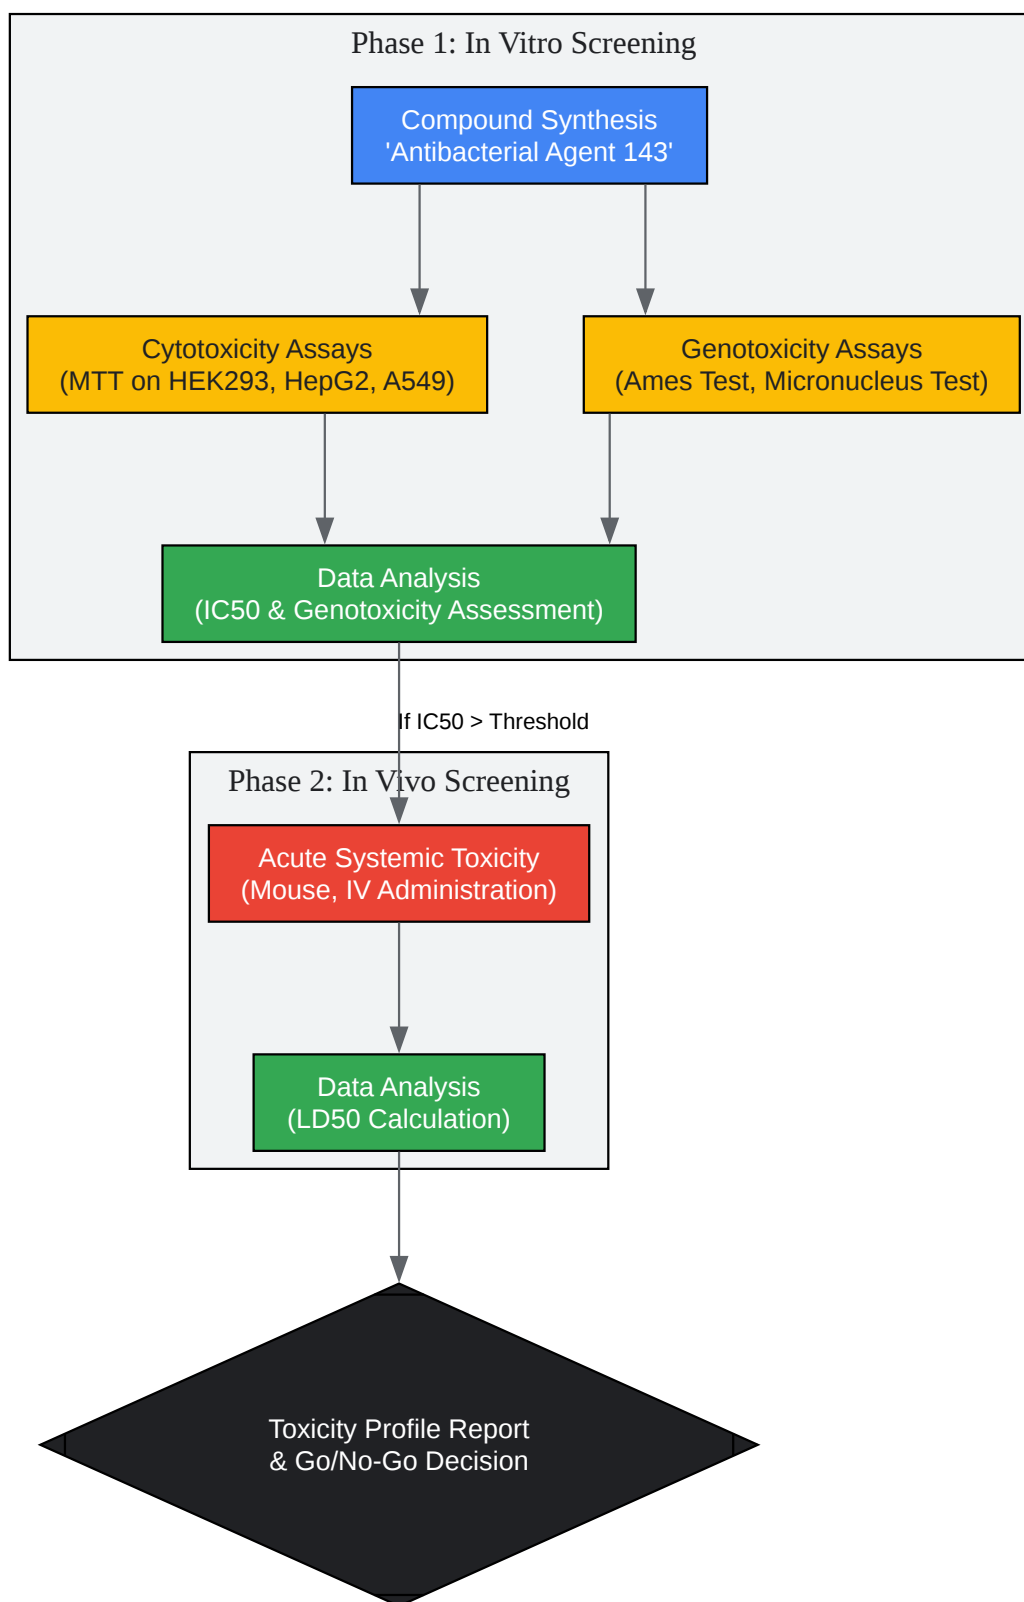 Phase 1: In Vitro Screening
Compound Synthesis
'Antibacterial Agent 143'
Cytotoxicity Assays
(MTT on HEK293, HepG2, A549)
Genotoxicity Assays
(Ames Test, Micronucleus Test)
Data Analysis
(IC50 & Genotoxicity Assessment)
If IC50 > Threshold
Phase 2: In Vivo Screening
Acute Systemic Toxicity
(Mouse, IV Administration)
Data Analysis
(LD50 Calculation)
Toxicity Profile Report
& Go/No-Go Decision